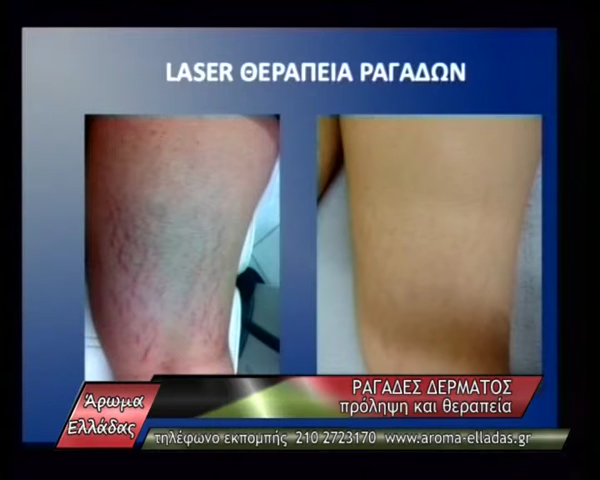 LASER ΘΕΡΑΠΕΙΑ ΡΑΓΑΔΩΝ
ΡΑΓΑΔΕΣ ΔΕΡΜΑΤΟΣ
πρόληψη και θεραπεία
Άρωμα
Ελλάδας
τηλέφωνο εκπομπής 210 2723170 www.aroma-elladas.gr